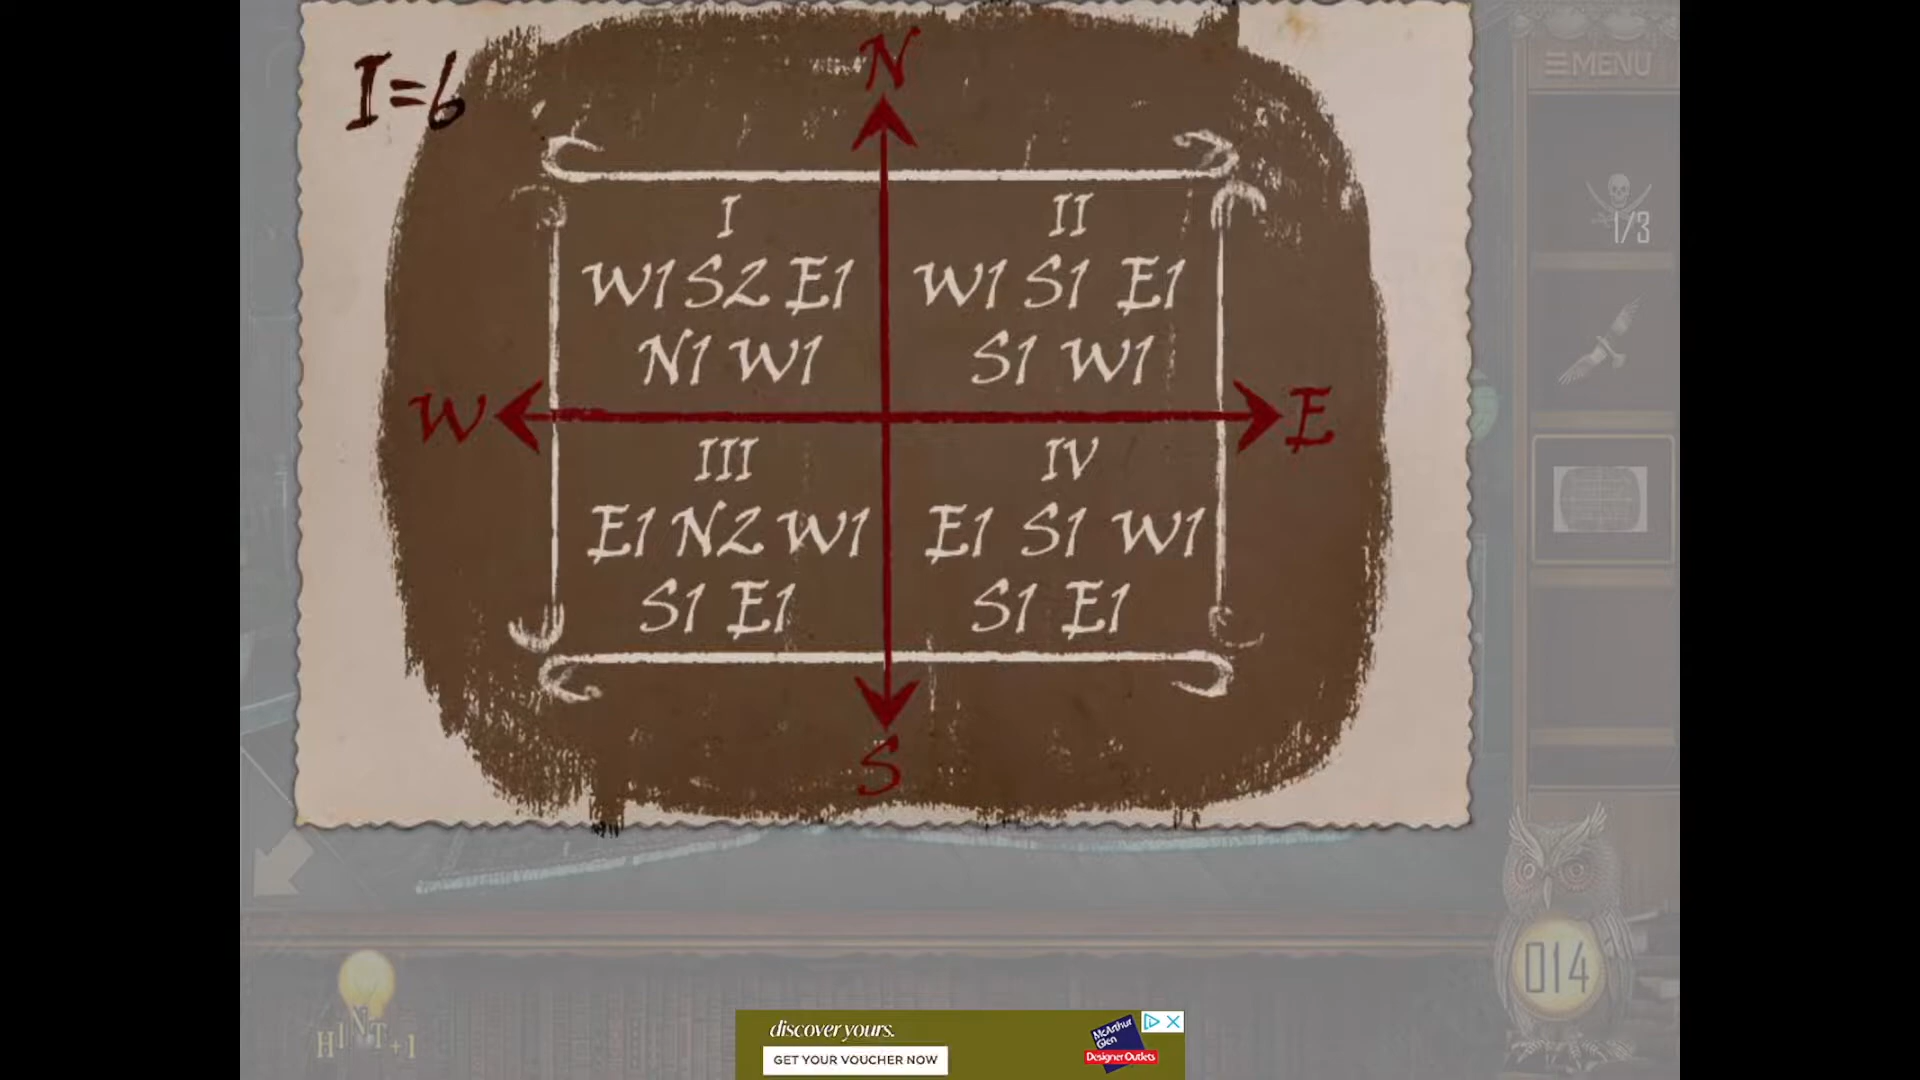 I=6
N
I
W1 S2 E1
N1 W1
II
W1 S1 E1
S1 W1
W
E
III
E1 N2 W1
S1 E1
IV
E1 S1 W1
S1 E1
S
MENU
1/3
014
HINT+1
discover yours.
GET YOUR VOUCHER NOW
McArthur
Glen
Designer Outlets